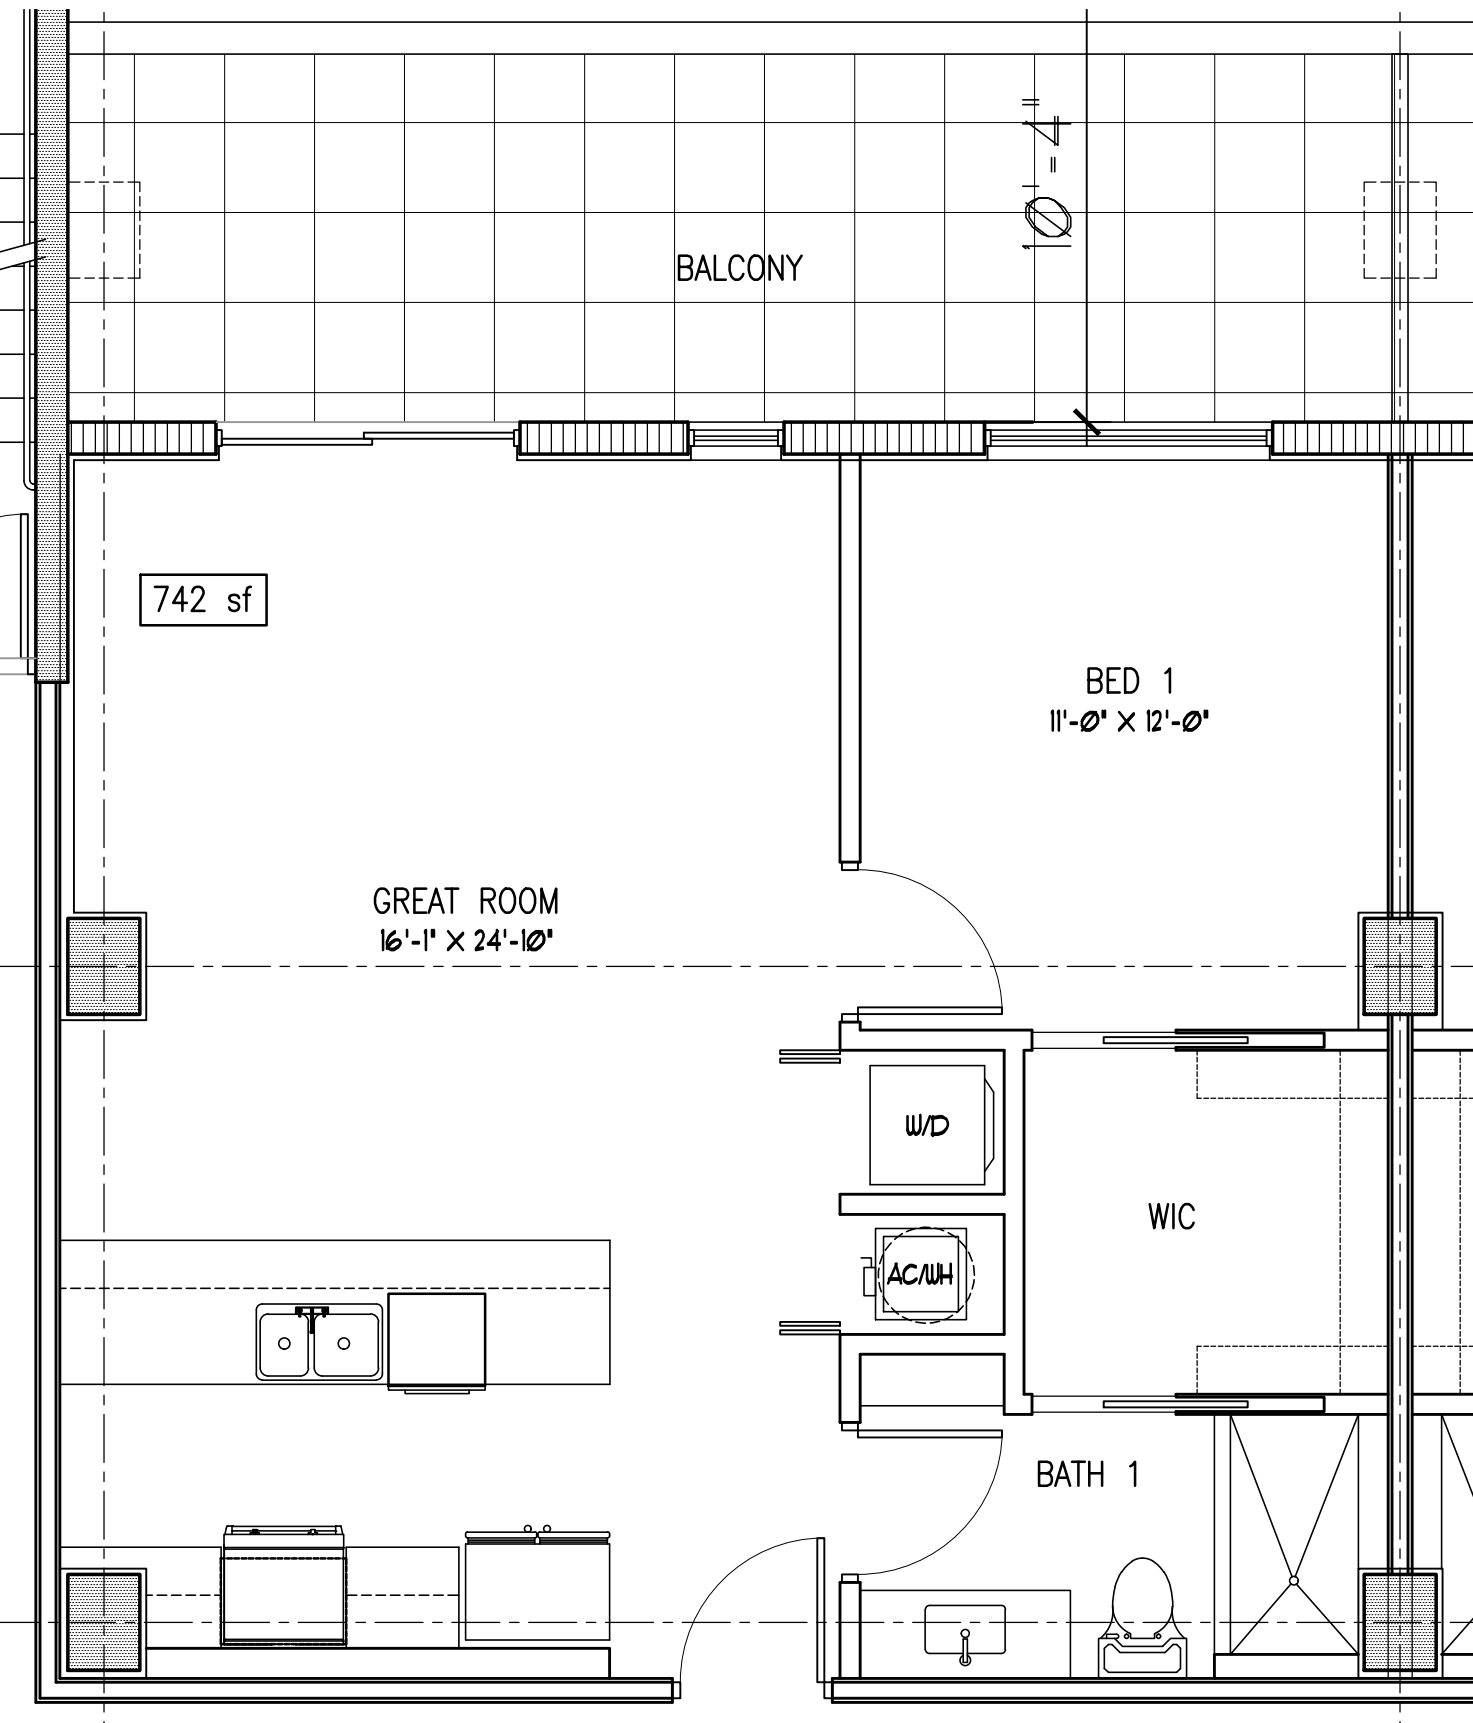 10'-4"
BALCONY
742 sf
BED 1
11'-0" X 12'-0"
GREAT ROOM
16'-1" X 24'-10"
W/D
WIC
AC/WH
BATH 1